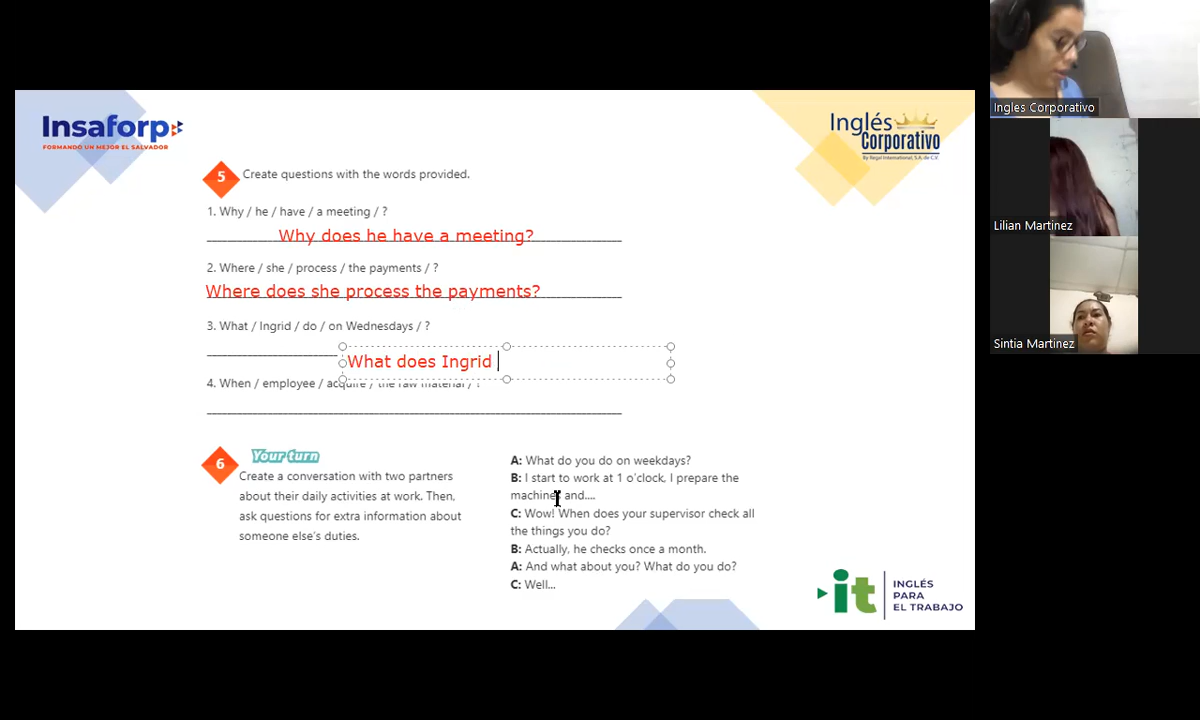 Insaforp
FORMANDO UN MEJOR EL SALVADOR
Inglés
Corporativo
By Regal International, S.A. de C.V.
5 Create questions with the words provided.
1. Why / he / have / a meeting / ?
Why does he have a meeting?
2. Where / she / process / the payments / ?
Where does she process the payments?
3. What / Ingrid / do / on Wednesdays / ?
What does Ingrid
4. When / employee / acquire / the raw material / ?
6 Your turn
Create a conversation with two partners
about their daily activities at work. Then,
ask questions for extra information about
someone else's duties.
A: What do you do on weekdays?
B: I start to work at 1 o'clock, I prepare the
machines and....
C: Wow! When does your supervisor check all
the things you do?
B: Actually, he checks once a month.
A: And what about you? What do you do?
C: Well...
it INGLÉS
PARA
EL TRABAJO
Ingles Corporativo
Lilian Martinez
Sintia Martinez